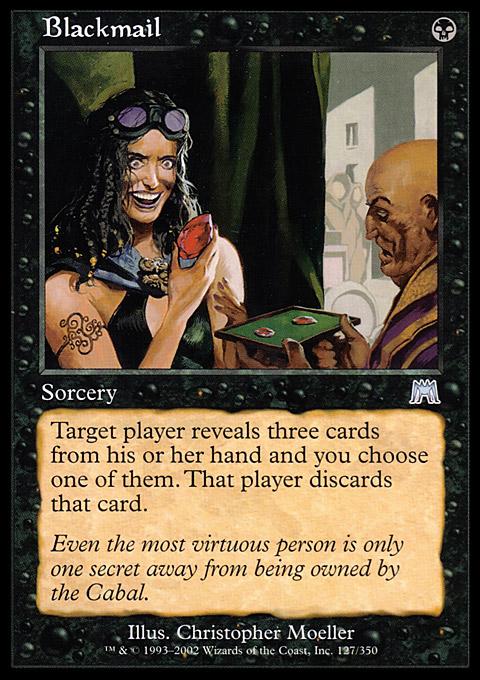 Blackmail
Sorcery
Target player reveals three cards
from his or her hand and you choose
one of them. That player discards
that card.
Even the most virtuous person is only
one secret away from being owned by
the Cabal.
Illus. Christopher Moeller
™ & © 1993–2002 Wizards of the Coast, Inc. 127/350